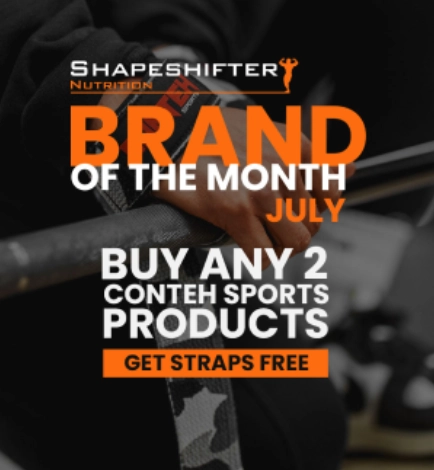 SHAPESHIFTER
NUTRITION
BRAND
OF THE MONTH
JULY
BUY ANY 2
CONTEH SPORTS
PRODUCTS
GET STRAPS FREE